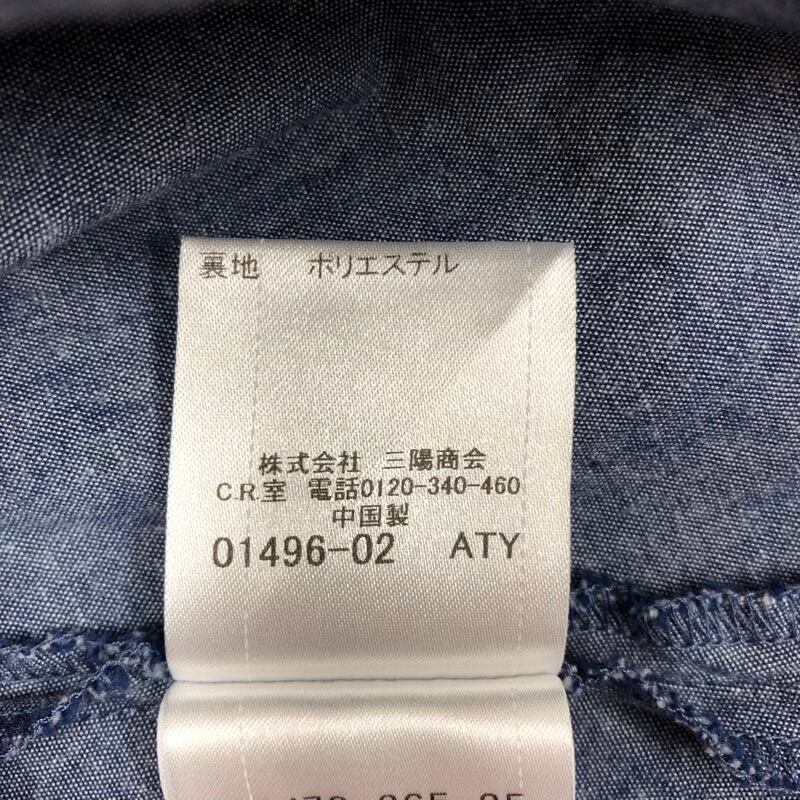 裏地　ポリエステル
株式会社　三陽商会
C.R.室　電話0120-340-460
中国製
01496-02　ATY